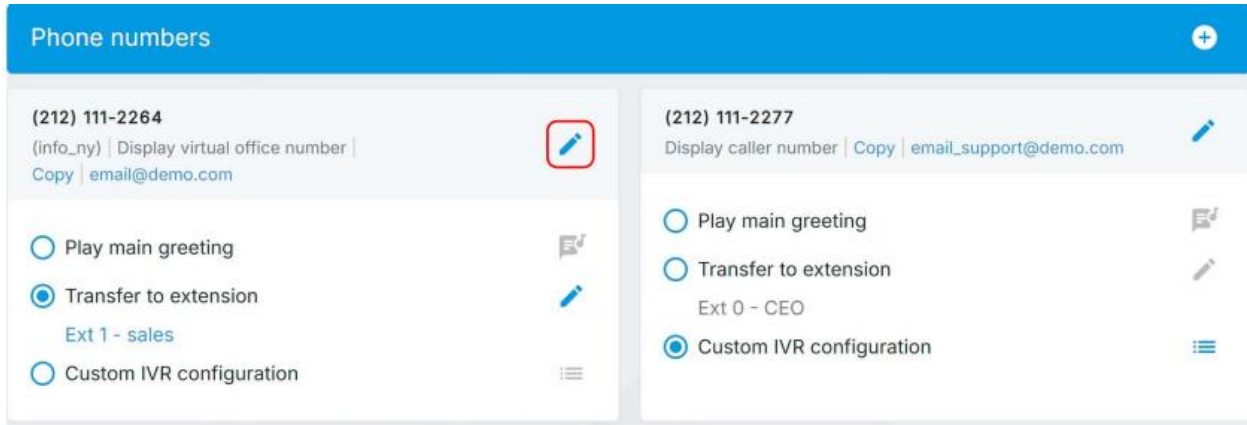 Phone numbers
(212) 111-2264
(info_ny) | Display virtual office number |
Copy | email@demo.com
Play main greeting
Transfer to extension
Ext 1 - sales
Custom IVR configuration
(212) 111-2277
Display caller number | Copy | email_support@demo.com
Play main greeting
Transfer to extension
Ext 0 - CEO
Custom IVR configuration